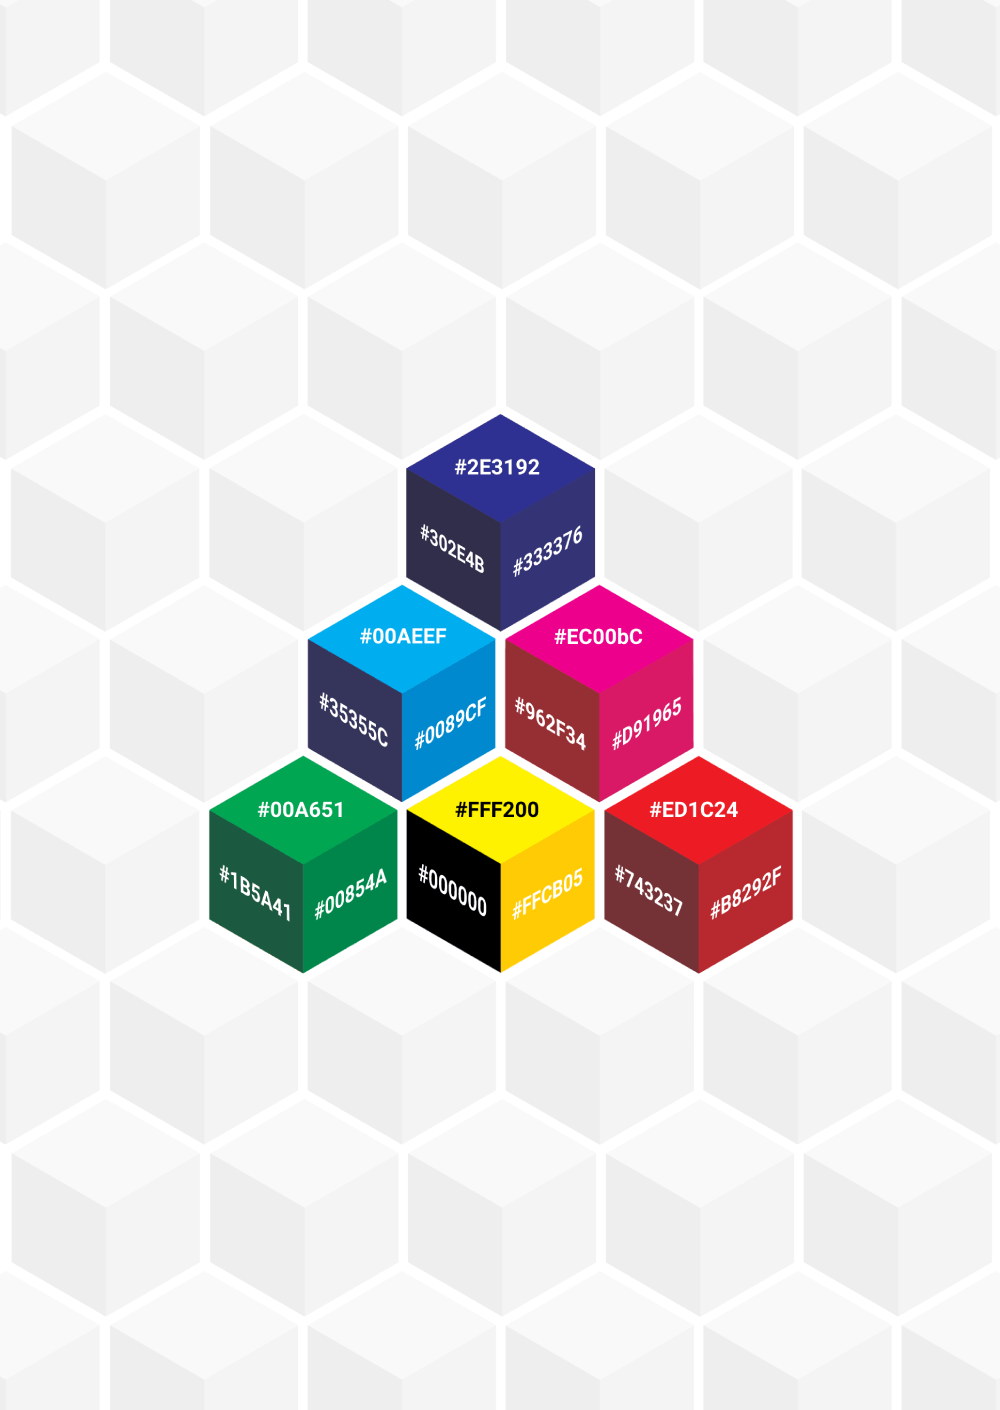 #2E3192
#302E4B
#333376
#00AEEF
#EC00bC
#35355C
#0089CF
#962F34
#D91965
#00A651
#FFF200
#ED1C24
#1B5A41
#00854A
#000000
#FFCB05
#743237
#B8292F